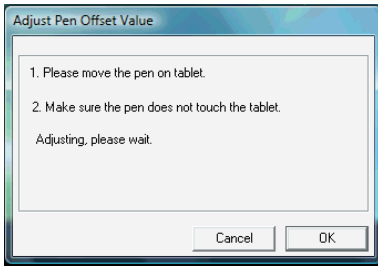 Adjust Pen Offset Value
1. Please move the pen on tablet.
2. Make sure the pen does not touch the tablet.
Adjusting, please wait.
Cancel OK